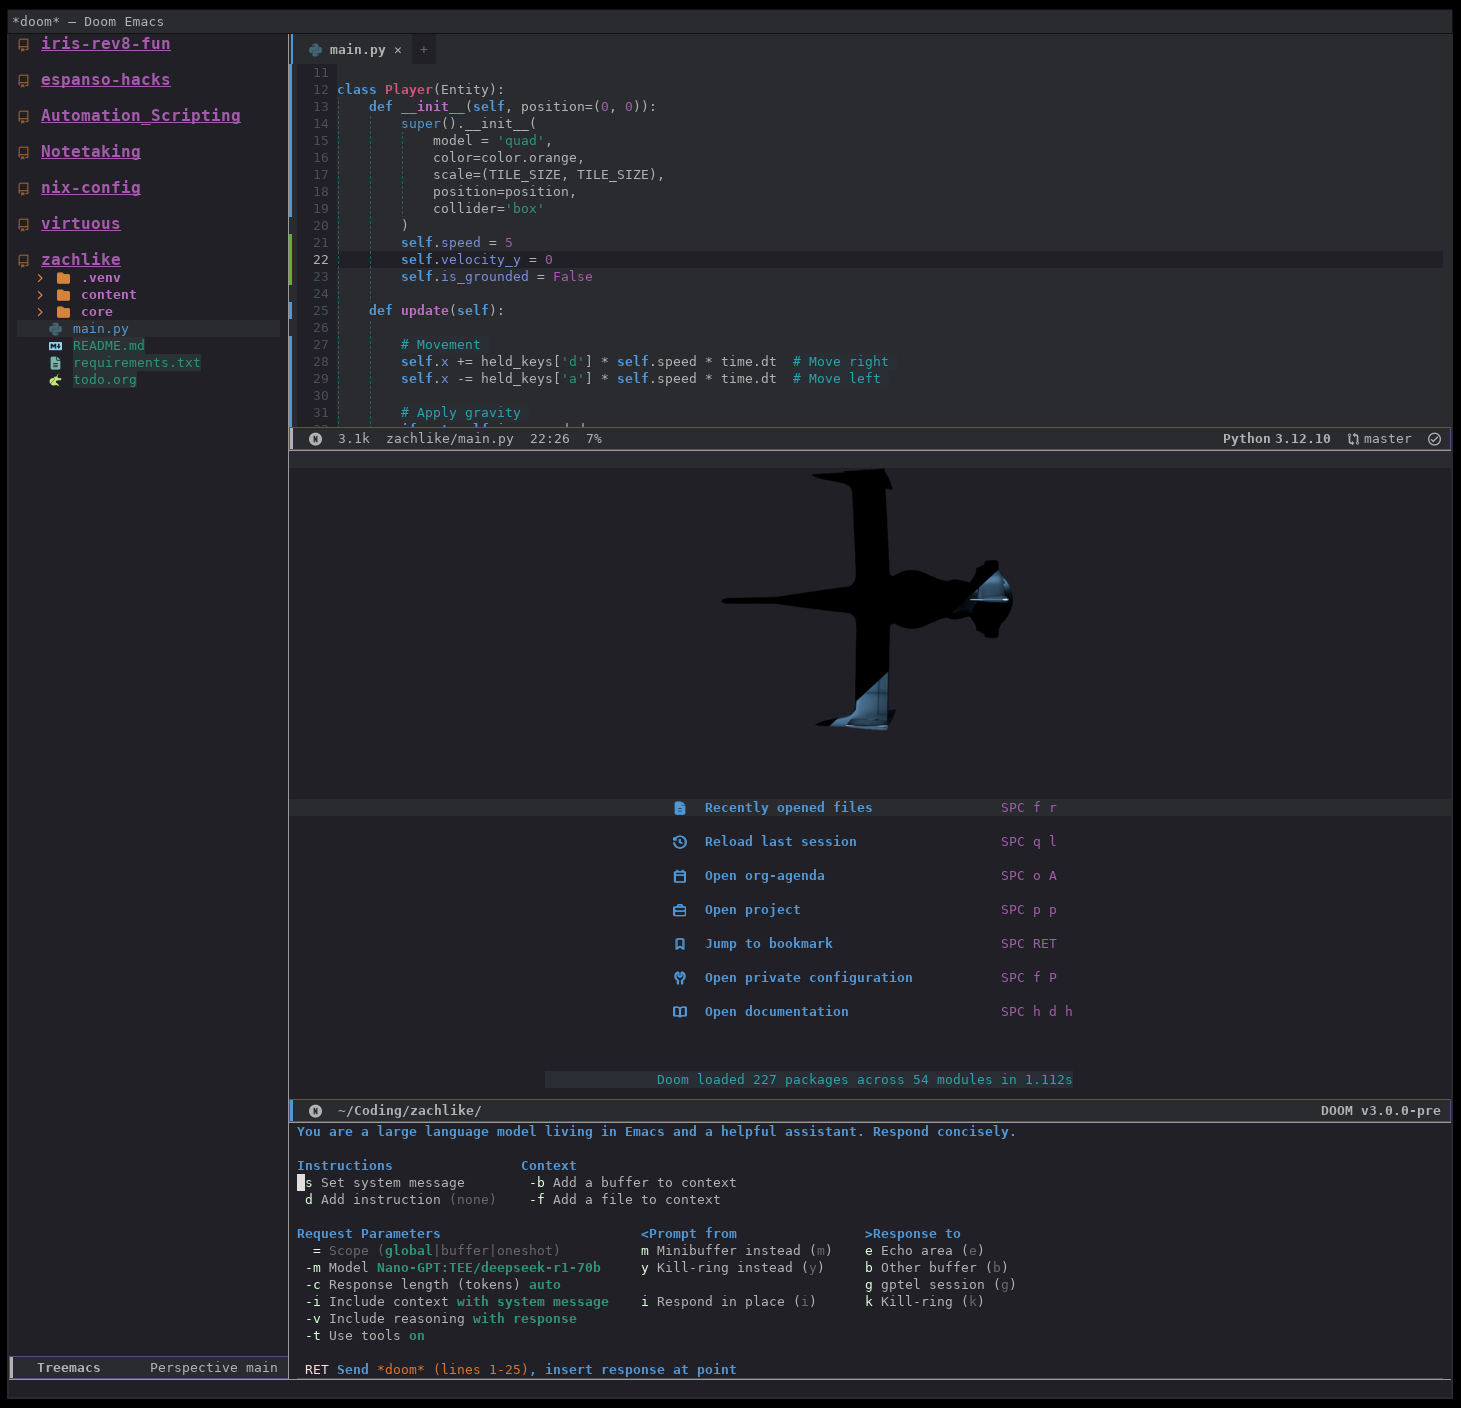 *doom* – Doom Emacs
iris-rev8-fun
espanso-hacks
Automation_Scripting
Notetaking
nix-config
virtuous
zachlike
.venv
content
core
main.py
README.md
requirements.txt
todo.org
Treemacs Perspective main
main.py × +
11
12 class Player(Entity):
13 def __init__(self, position=(0, 0)):
14 super().__init__(
15 model = 'quad',
16 color=color.orange,
17 scale=(TILE_SIZE, TILE_SIZE),
18 position=position,
19 collider='box'
20 )
21 self.speed = 5
22 self.velocity_y = 0
23 self.is_grounded = False
24
25 def update(self):
26
27 # Movement
28 self.x += held_keys['d'] * self.speed * time.dt # Move right
29 self.x -= held_keys['a'] * self.speed * time.dt # Move left
30
31 # Apply gravity
N 3.1k zachlike/main.py 22:26 7% Python 3.12.10 master
Recently opened files SPC f r
Reload last session SPC q l
Open org-agenda SPC o A
Open project SPC p p
Jump to bookmark SPC RET
Open private configuration SPC f P
Open documentation SPC h d h
Doom loaded 227 packages across 54 modules in 1.112s
N ~/Coding/zachlike/ DOOM v3.0.0-pre
You are a large language model living in Emacs and a helpful assistant. Respond concisely.
Instructions Context
s Set system message -b Add a buffer to context
d Add instruction (none) -f Add a file to context
Request Parameters <Prompt from >Response to
= Scope (global|buffer|oneshot) m Minibuffer instead (m) e Echo area (e)
-m Model Nano-GPT:TEE/deepseek-r1-70b y Kill-ring instead (y) b Other buffer (b)
-c Response length (tokens) auto g gptel session (g)
-i Include context with system message i Respond in place (i) k Kill-ring (k)
-v Include reasoning with response
-t Use tools on
RET Send *doom* (lines 1-25), insert response at point